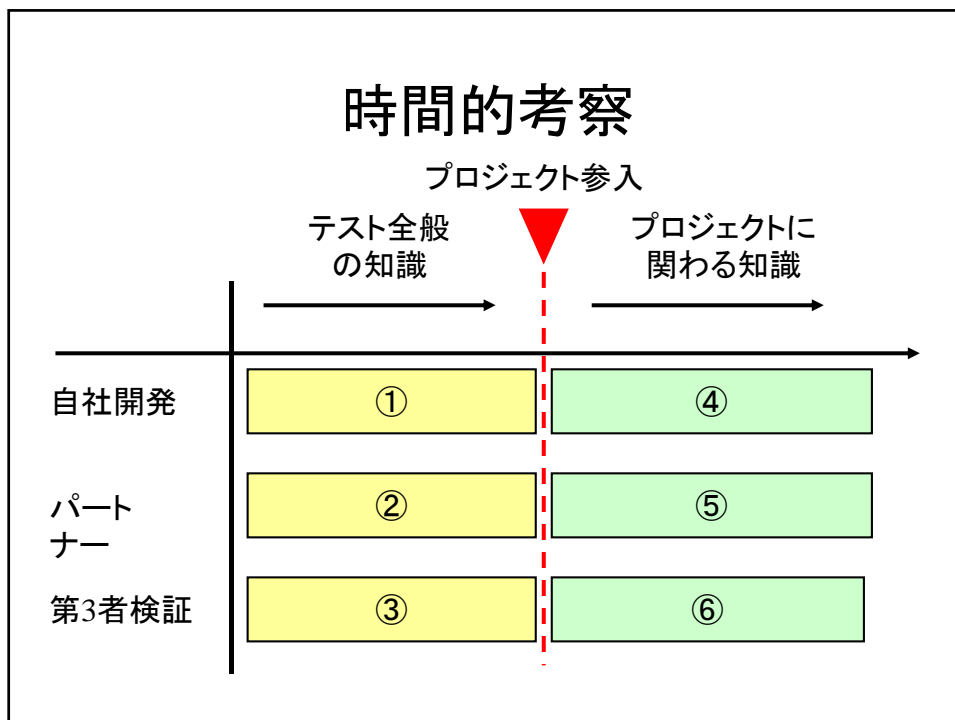 時間的考察
プロジェクト参入
テスト全般
の知識
プロジェクトに
関わる知識
自社開発
①
④
パート
ナー
②
⑤
第3者検証
③
⑥